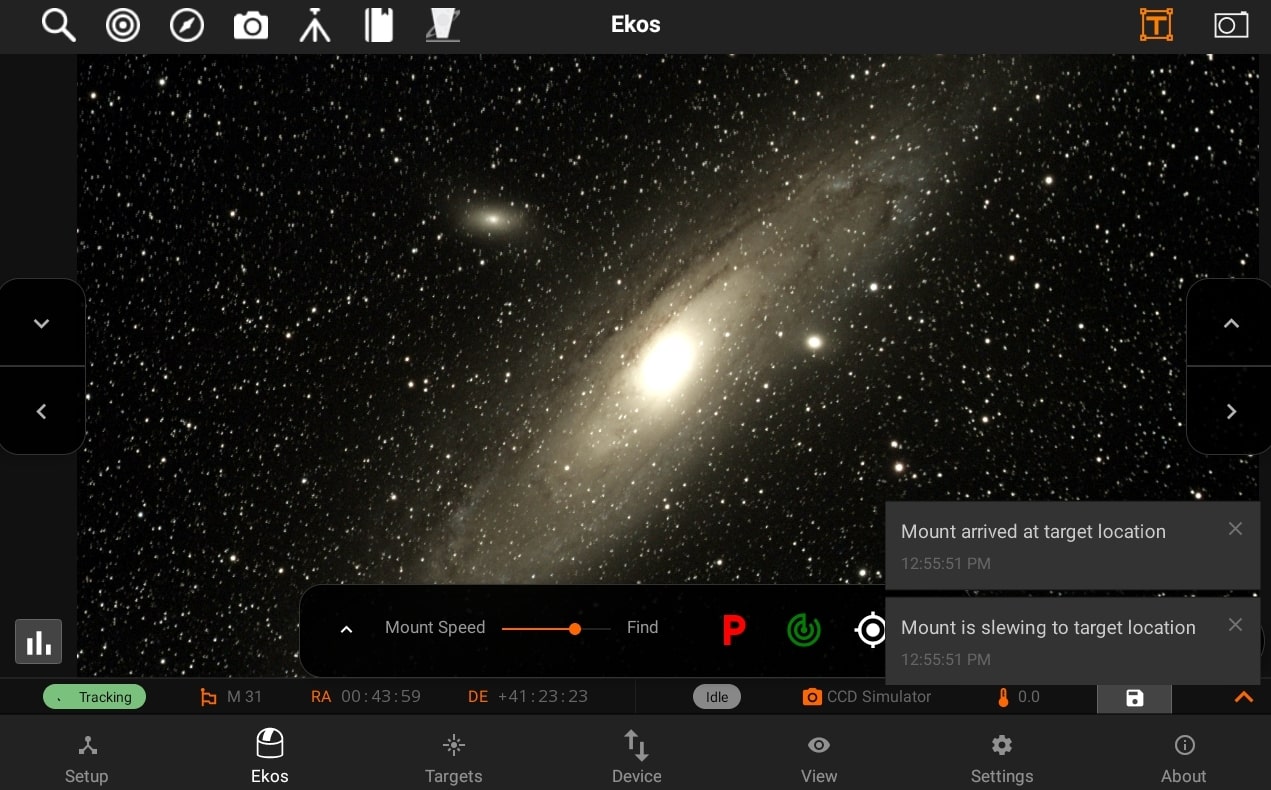 Ekos
T
Mount arrived at target location
12:55:51 PM
Mount Speed
Find
P
Mount is slewing to target location
12:55:51 PM
Tracking
M 31
RA 00:43:59
DE +41:23:23
Idle
CCD Simulator
0.0
Setup
Ekos
Targets
Device
View
Settings
About